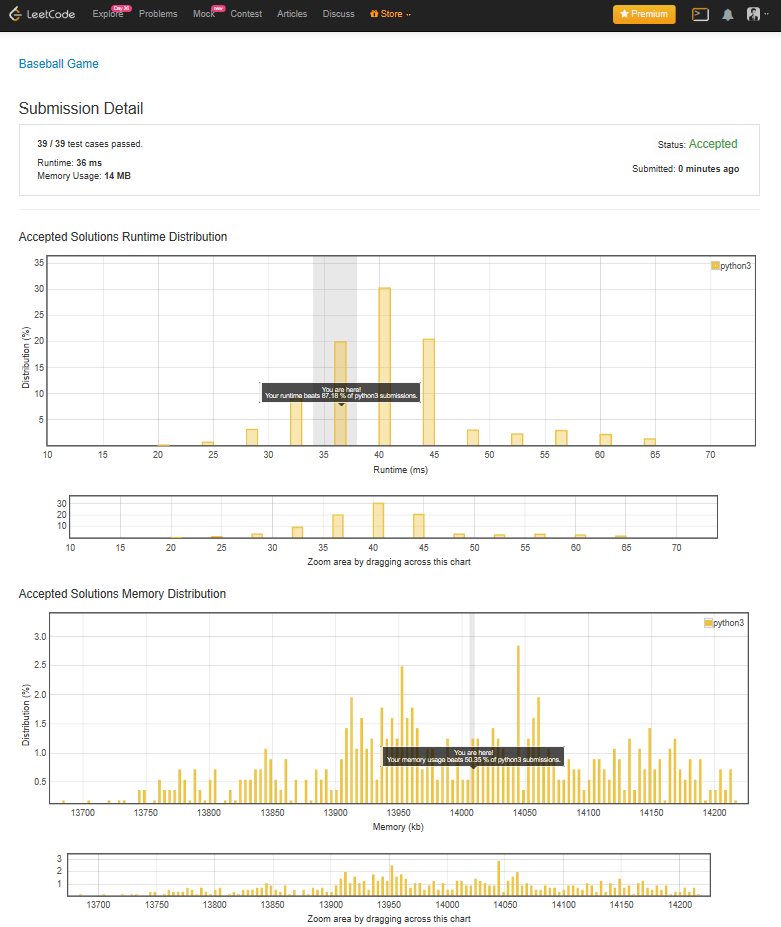 LeetCode Explore Day 30 Problems Mock new Contest Articles Discuss Store Premium
Baseball Game
Submission Detail
39 / 39 test cases passed. Status: Accepted
Runtime: 36 ms Submitted: 0 minutes ago
Memory Usage: 14 MB
Accepted Solutions Runtime Distribution
python3
35
30
25
20
15
10
5
Distribution (%)
You are here!
Your runtime beats 87.18 % of python3 submissions.
10 15 20 25 30 35 40 45 50 55 60 65 70
Runtime (ms)
30
20
10
10 15 20 25 30 35 40 45 50 55 60 65 70
Zoom area by dragging across this chart
Accepted Solutions Memory Distribution
python3
3.0
2.5
2.0
1.5
1.0
0.5
Distribution (%)
You are here!
Your memory usage beats 50.35 % of python3 submissions.
13700 13750 13800 13850 13900 13950 14000 14050 14100 14150 14200
Memory (kb)
3
2
1
13700 13750 13800 13850 13900 13950 14000 14050 14100 14150 14200
Zoom area by dragging across this chart